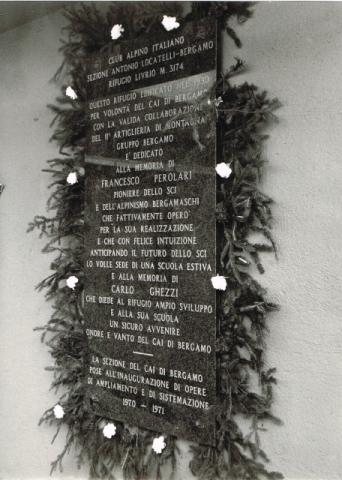 CLUB ALPINO ITALIANO
SEZIONE ANTONIO LOCATELLI-BERGAMO
RIFUGIO LIVRIO M. 3174
QUESTO RIFUGIO EDIFICATO NEL 1930
PER VOLONTÀ DEL CAI DI BERGAMO
CON LA VALIDA COLLABORAZIONE
DEL II° ARTIGLIERIA DI MONTAGNA
GRUPPO BERGAMO
E' DEDICATO
ALLA MEMORIA DI
FRANCESCO PEROLARI
PIONIERE DELLO SCI
E DELL'ALPINISMO BERGAMASCHI
CHE FATTIVAMENTE OPERO'
PER LA SUA REALIZZAZIONE
E CHE CON FELICE INTUIZIONE
ANTICIPANDO IL FUTURO DELLO SCI
LO VOLLE SEDE DI UNA SCUOLA ESTIVA
E ALLA MEMORIA DI
CARLO GHEZZI
CHE DIEDE AL RIFUGIO AMPIO SVILUPPO
E ALLA SUA SCUOLA
UN SICURO AVVENIRE
ONORE E VANTO DEL CAI DI BERGAMO
LA SEZIONE DEL CAI DI BERGAMO
POSE ALL'INAUGURAZIONE DI OPERE
DI AMPLIAMENTO E DI SISTEMAZIONE
1970 - 1971